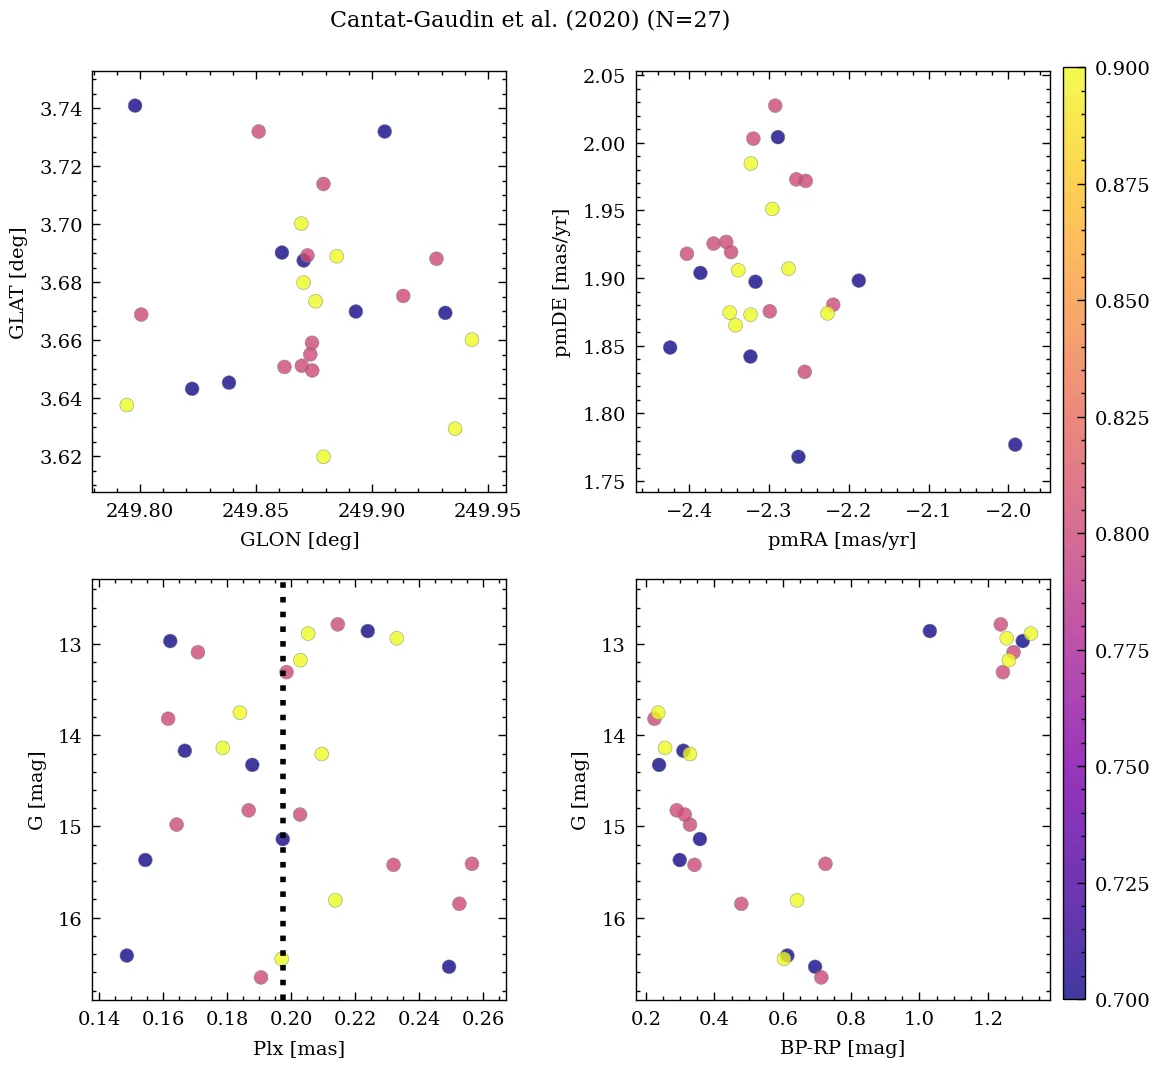 Cantat-Gaudin et al. (2020) (N=27)
3.74
3.72
3.70
3.68
3.66
3.64
3.62
GLAT [deg]
249.80 249.85 249.90 249.95
GLON [deg]
2.05
2.00
1.95
1.90
1.85
1.80
1.75
pmDE [mas/yr]
−2.4 −2.3 −2.2 −2.1 −2.0
pmRA [mas/yr]
13
14
15
16
G [mag]
0.14 0.16 0.18 0.20 0.22 0.24 0.26
Plx [mas]
13
14
15
16
G [mag]
0.2 0.4 0.6 0.8 1.0 1.2
BP-RP [mag]
0.900
0.875
0.850
0.825
0.800
0.775
0.750
0.725
0.700